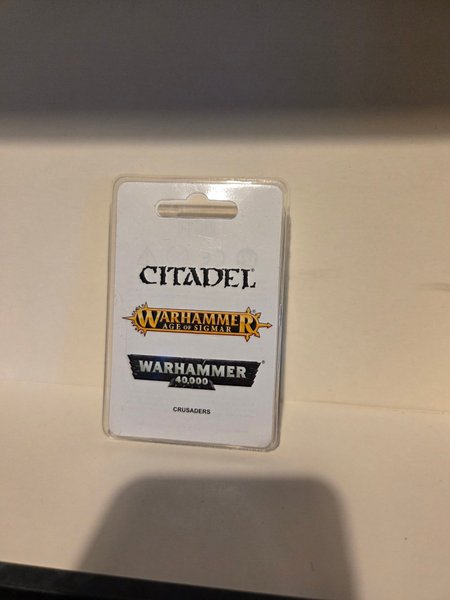 CITADEL®
WARHAMMER
AGE OF SIGMAR
WARHAMMER®
40,000
CRUSADERS